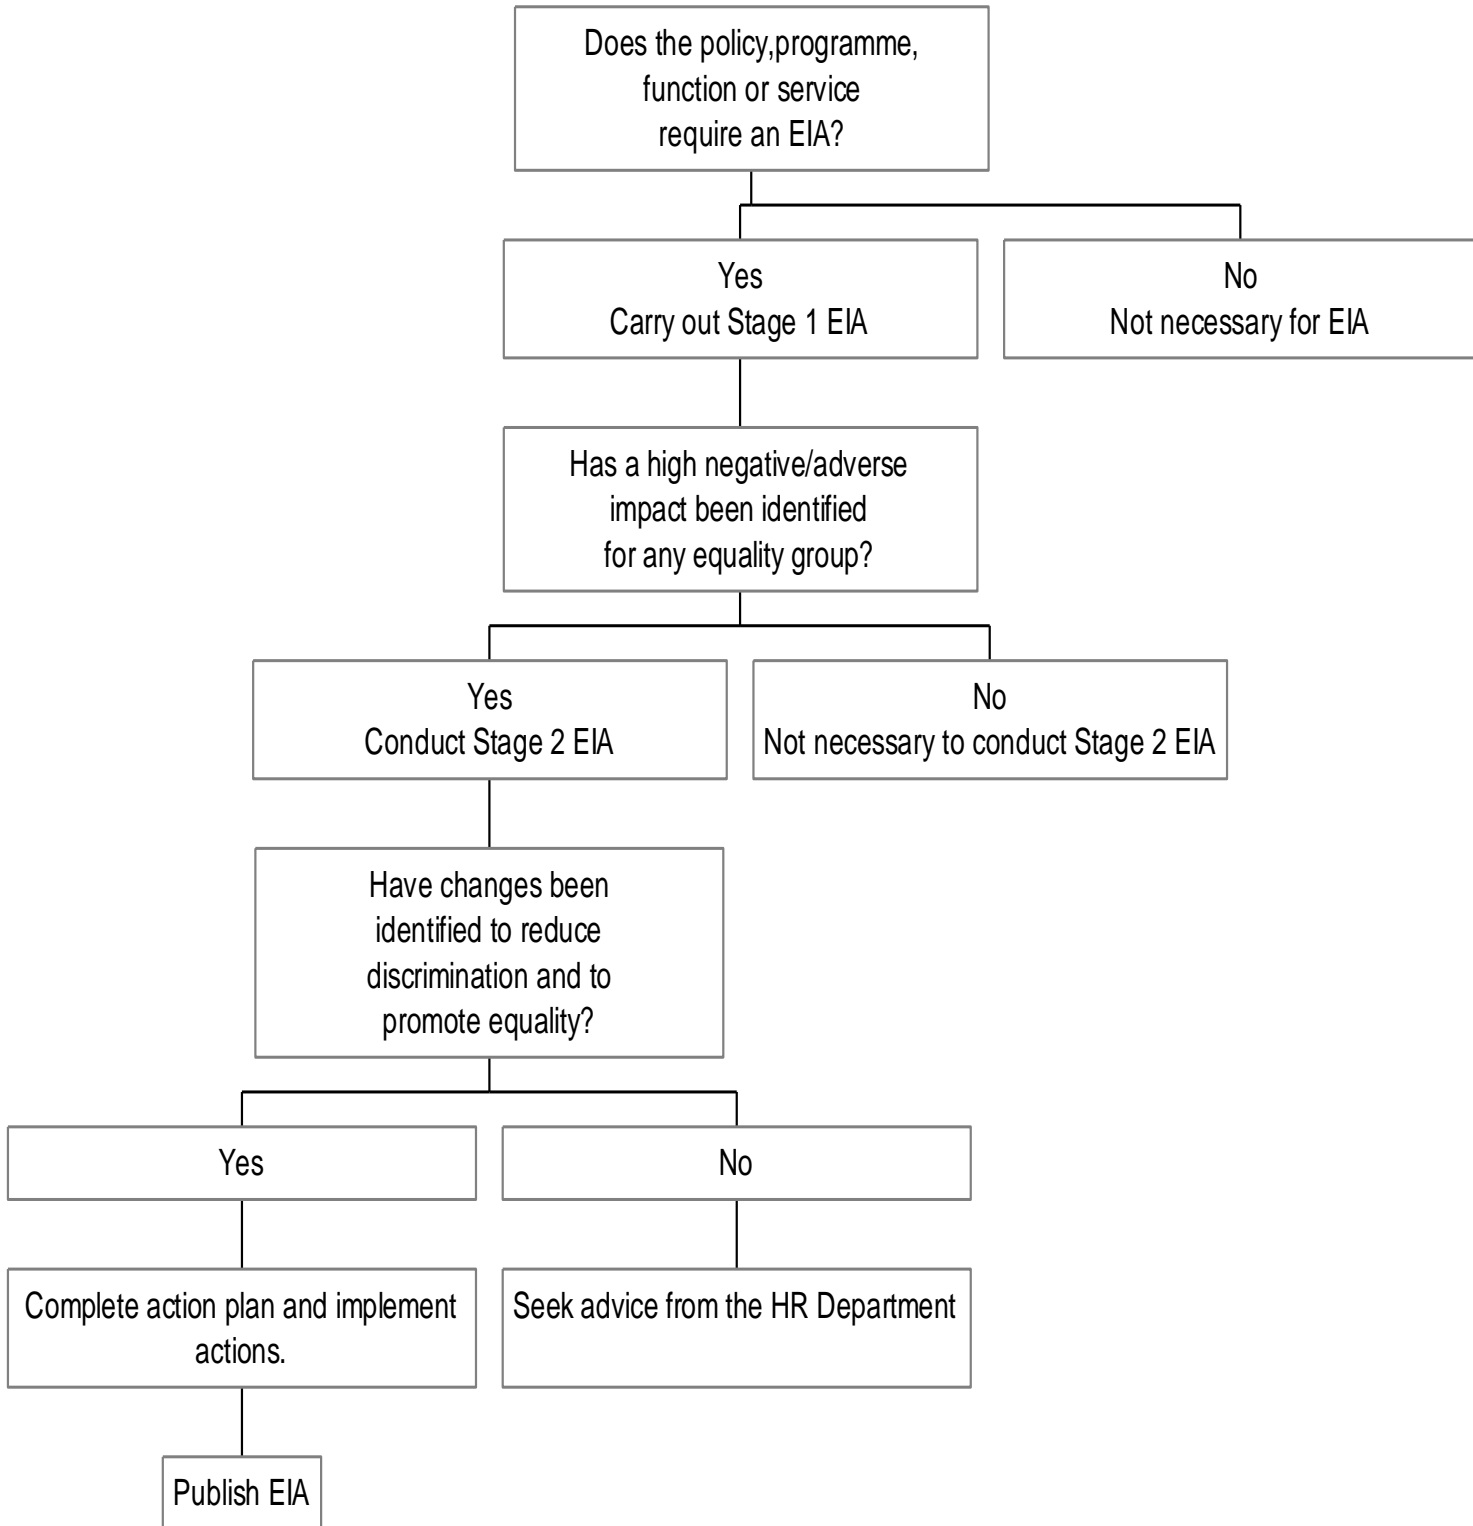 Does the policy,programme,
function or service
require an EIA?
Yes
Carry out Stage 1 EIA
No
Not necessary for EIA
Has a high negative/adverse
impact been identified
for any equality group?
Yes
Conduct Stage 2 EIA
No
Not necessary to conduct Stage 2 EIA
Have changes been
identified to reduce
discrimination and to
promote equality?
Yes
No
Complete action plan and implement
actions.
Seek advice from the HR Department
Publish EIA